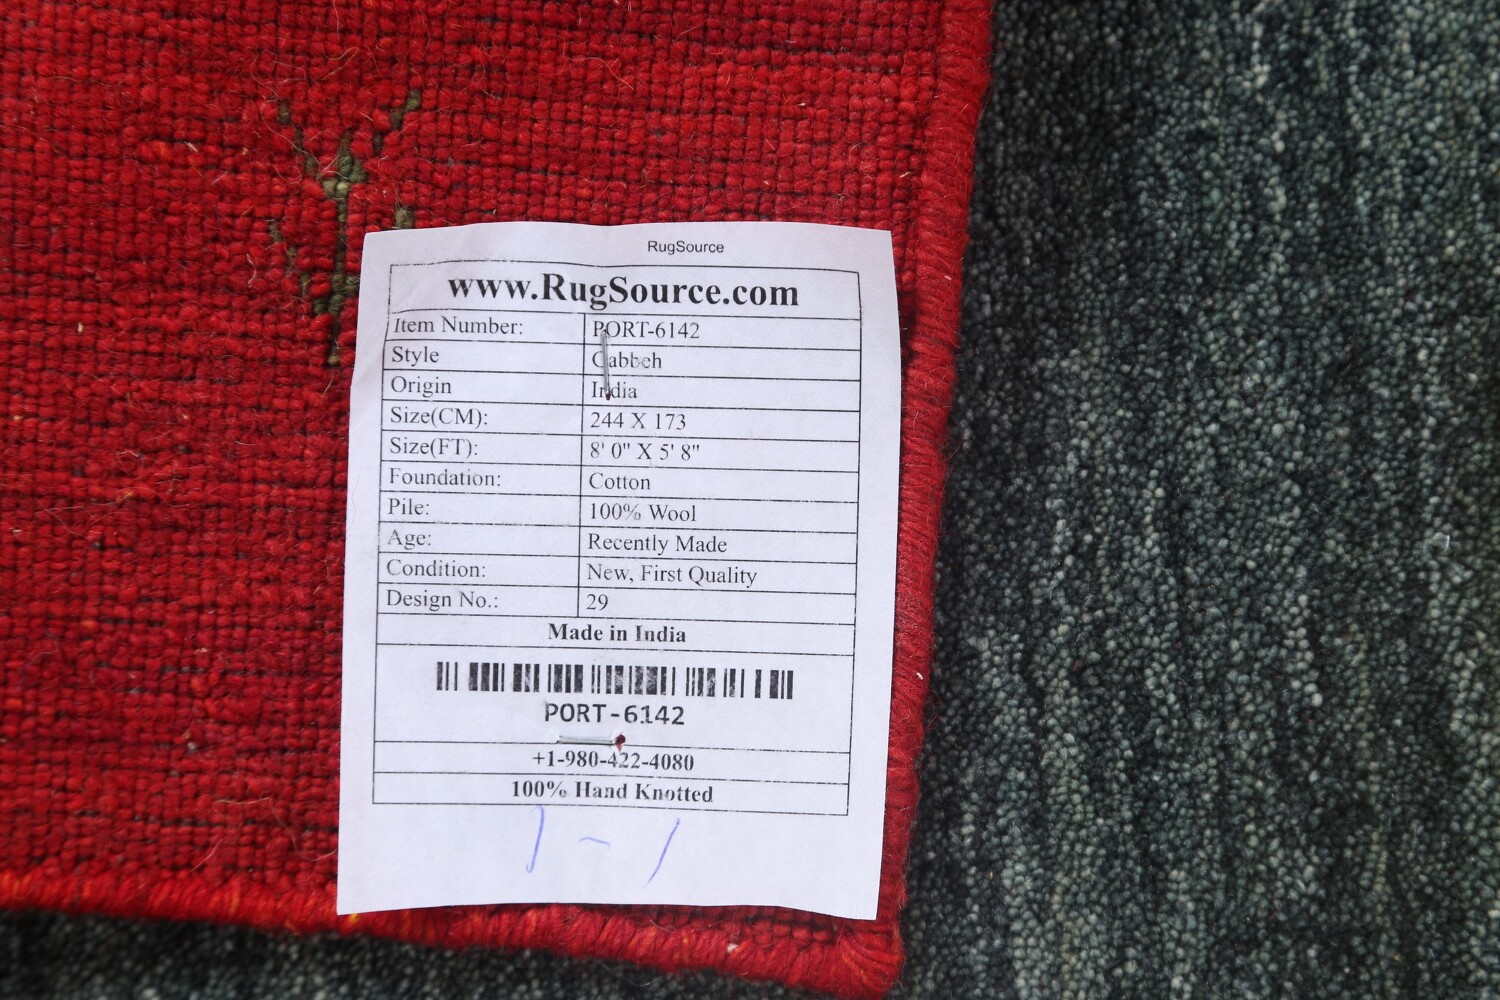 RugSource
www.RugSource.com
Item Number: PORT-6142
Style Gabbeh
Origin India
Size(CM): 244 X 173
Size(FT): 8' 0" X 5' 8"
Foundation: Cotton
Pile: 100% Wool
Age: Recently Made
Condition: New, First Quality
Design No.: 29
Made in India
PORT-6142
+1-980-422-4080
100% Hand Knotted
1-1